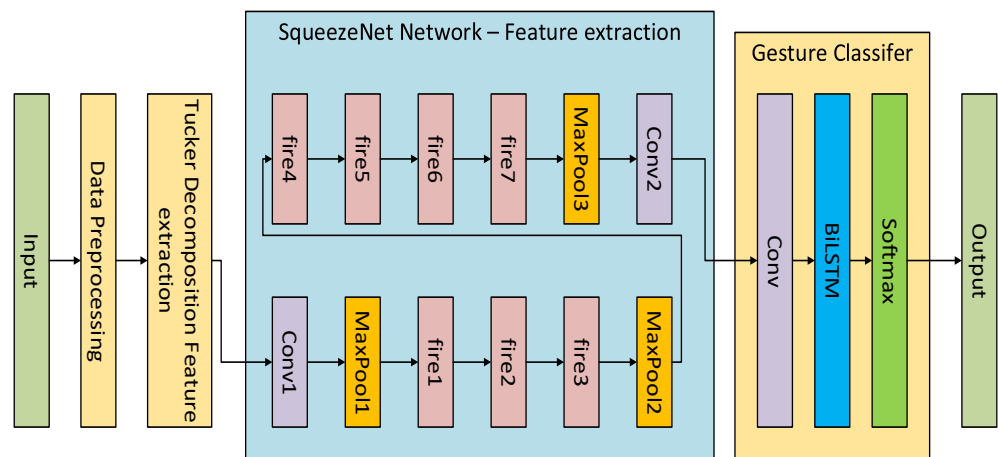 SqueezeNet Network – Feature extraction
Gesture Classifer
Input
Data Preprocessing
Tucker Decomposition Feature
extraction
Conv1
MaxPool1
fire1
fire2
fire3
MaxPool2
fire4
fire5
fire6
fire7
MaxPool3
Conv2
Conv
BiLSTM
Softmax
Output